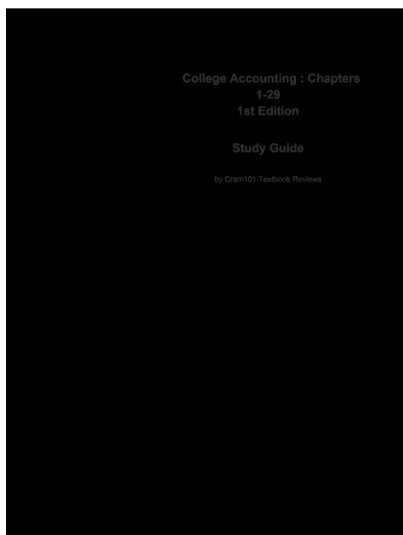 College Accounting : Chapters
1-29
1st Edition
Study Guide
by Cram101 Textbook Reviews